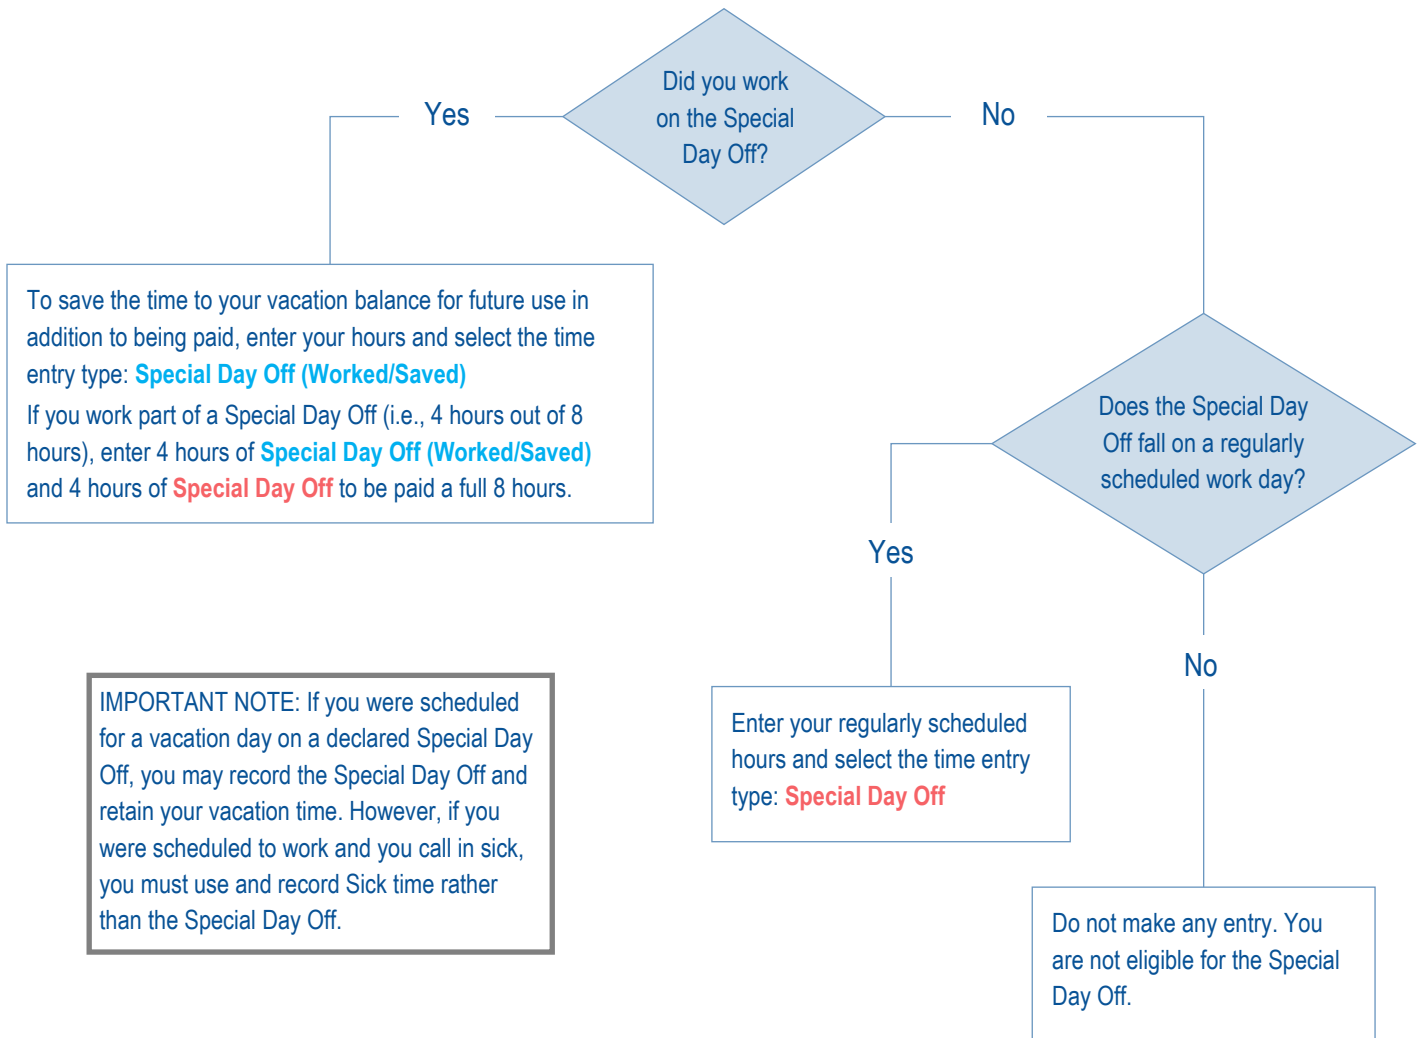 Did you work
on the Special
Day Off?
Yes
No
To save the time to your vacation balance for future use in
addition to being paid, enter your hours and select the time
entry type: Special Day Off (Worked/Saved)
If you work part of a Special Day Off (i.e., 4 hours out of 8
hours), enter 4 hours of Special Day Off (Worked/Saved)
and 4 hours of Special Day Off to be paid a full 8 hours.
Does the Special Day
Off fall on a regularly
scheduled work day?
Yes
No
Enter your regularly scheduled
hours and select the time entry
type: Special Day Off
IMPORTANT NOTE: If you were scheduled
for a vacation day on a declared Special Day
Off, you may record the Special Day Off and
retain your vacation time. However, if you
were scheduled to work and you call in sick,
you must use and record Sick time rather
than the Special Day Off.
Do not make any entry. You
are not eligible for the Special
Day Off.